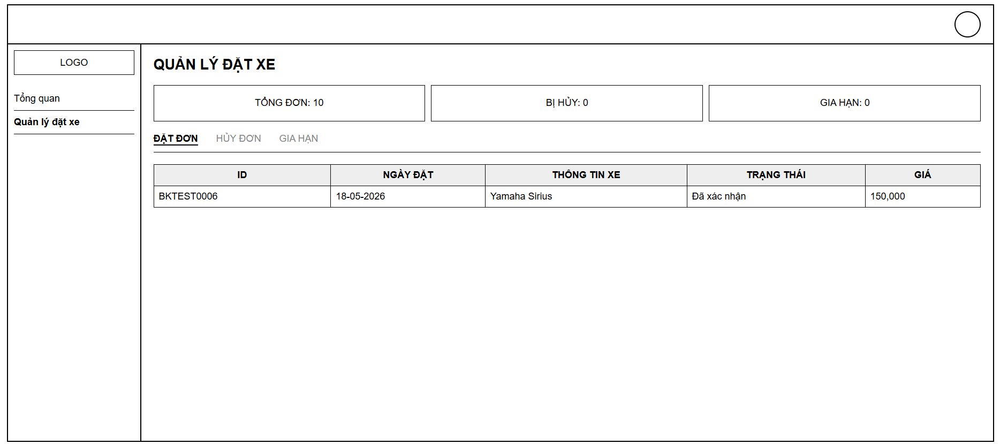 LOGO
Tổng quan
Quản lý đặt xe
QUẢN LÝ ĐẶT XE
TỔNG ĐƠN: 10
BỊ HỦY: 0
GIA HẠN: 0
ĐẶT ĐƠN HỦY ĐƠN GIA HẠN
ID NGÀY ĐẶT THÔNG TIN XE TRẠNG THÁI GIÁ
BKTEST0006 18-05-2026 Yamaha Sirius Đã xác nhận 150,000